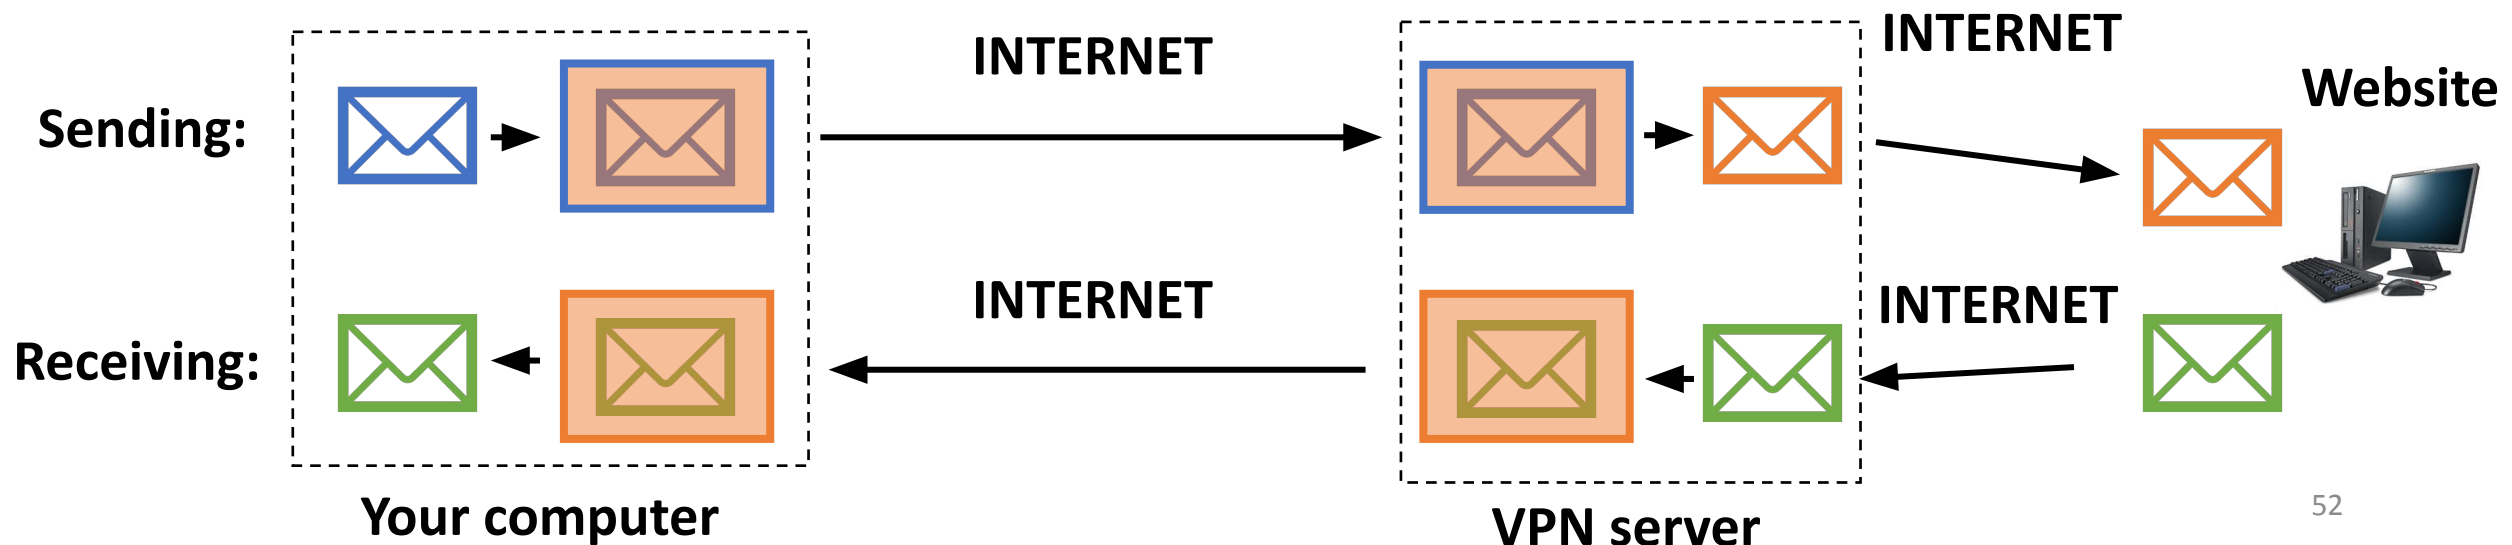 INTERNET
INTERNET
Website
Sending:
INTERNET
INTERNET
Receiving:
Your computer
VPN server
52